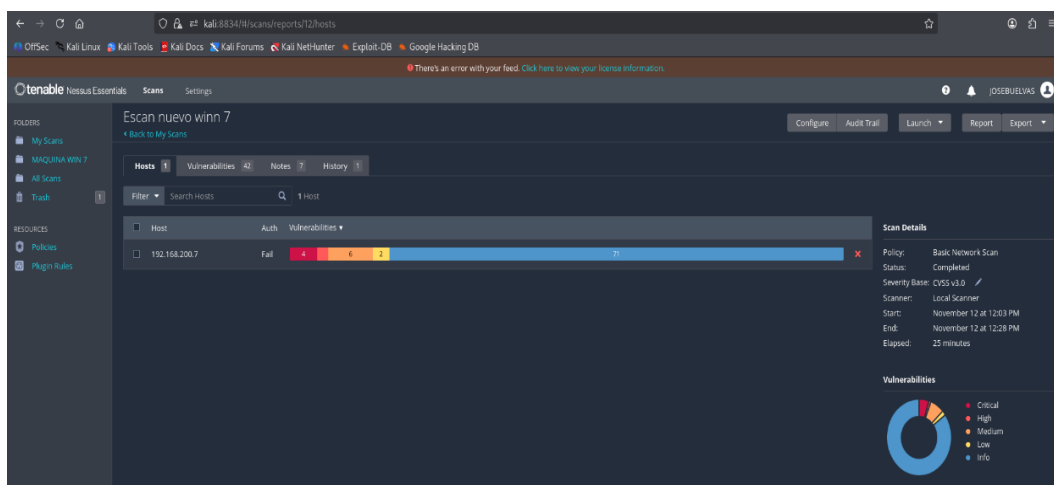 kali:8834/#/scans/reports/12/hosts
OffSec Kali Linux Kali Tools Kali Docs Kali Forums Kali NetHunter Exploit-DB Google Hacking DB
There's an error with your feed. Click here to view your license information.
tenable Nessus Essentials Scans Settings JOSEBUELVAS
FOLDERS
My Scans
MAQUINA WIN 7
All Scans
Trash 1
RESOURCES
Policies
Plugin Rules
Escan nuevo winn 7
Back to My Scans
Configure Audit Trail Launch Report Export
Hosts 1 Vulnerabilities 42 Notes 7 History 1
Filter Search Hosts 1 Host
Host Auth Vulnerabilities
192.168.200.7 Fail 4 6 2 71
Scan Details
Policy: Basic Network Scan
Status: Completed
Severity Base: CVSS v3.0
Scanner: Local Scanner
Start: November 12 at 12:03 PM
End: November 12 at 12:28 PM
Elapsed: 25 minutes
Vulnerabilities
Critical
High
Medium
Low
Info